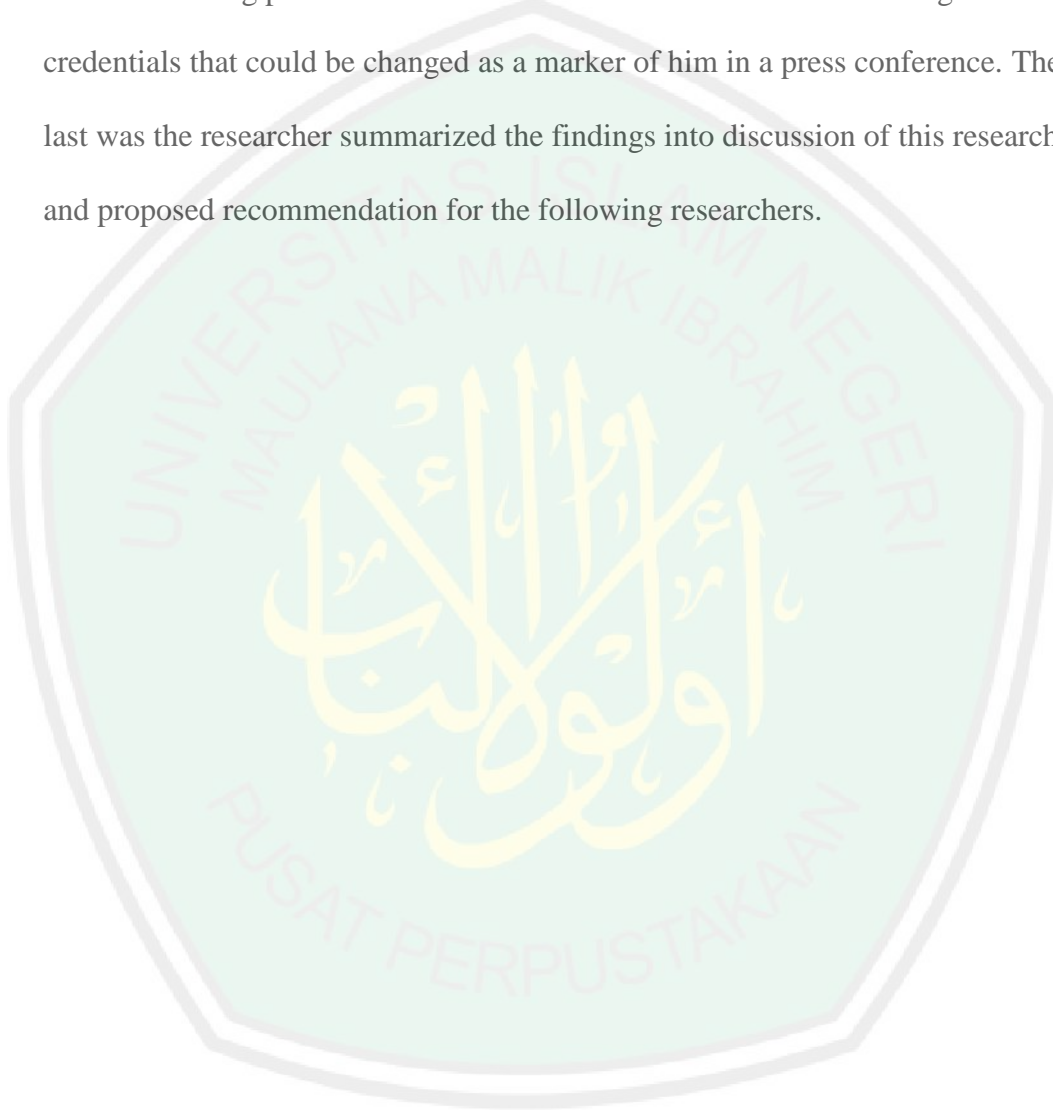 credentials that could be changed as a marker of him in a press conference. The
last was the researcher summarized the findings into discussion of this research
and proposed recommendation for the following researchers.
UNIVERSITAS ISLAM NEGERI
MAULANA MALIK IBRAHIM
PUSAT PERPUSTAKAAN